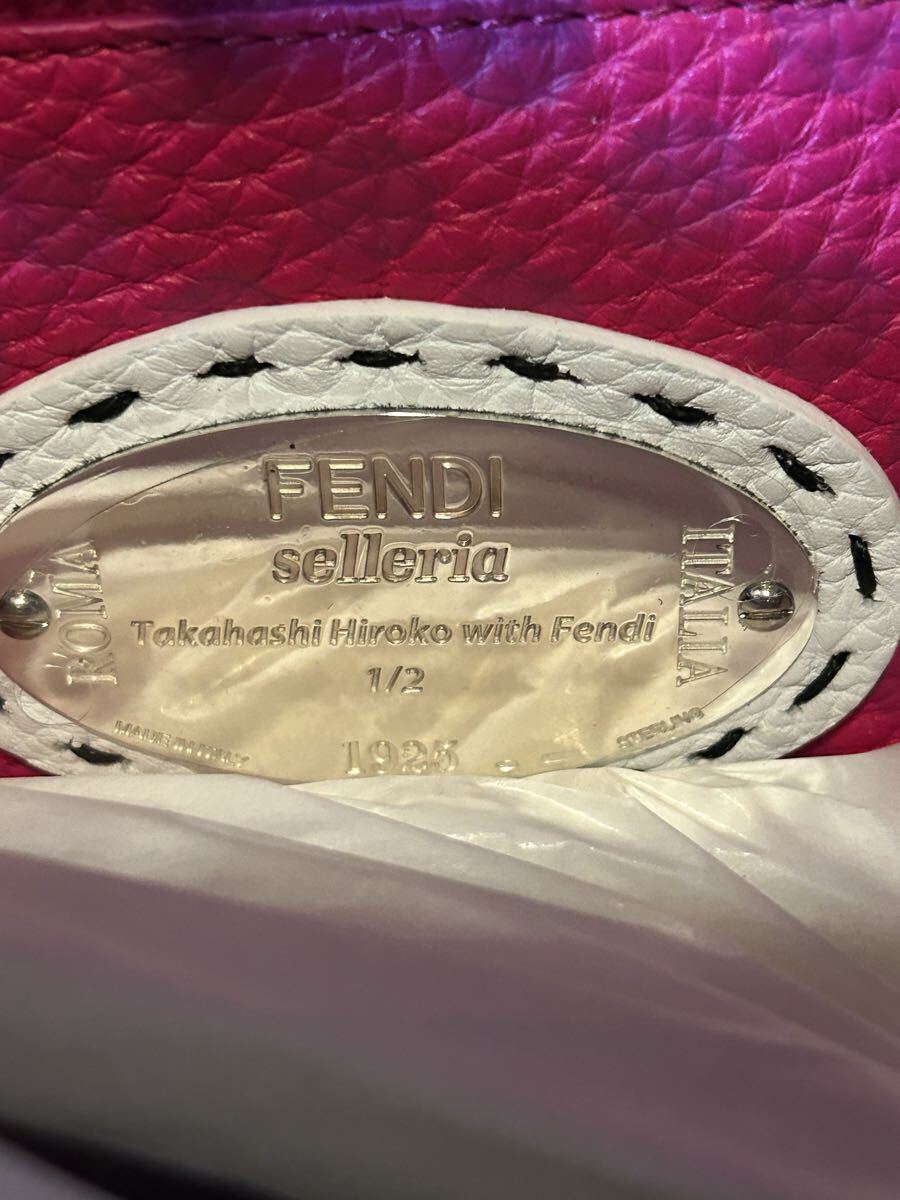 FENDI
selleria
ROMA
ITALIA
Takahashi Hiroko with Fendi
1/2
MADE IN ITALY
STERLING
1925